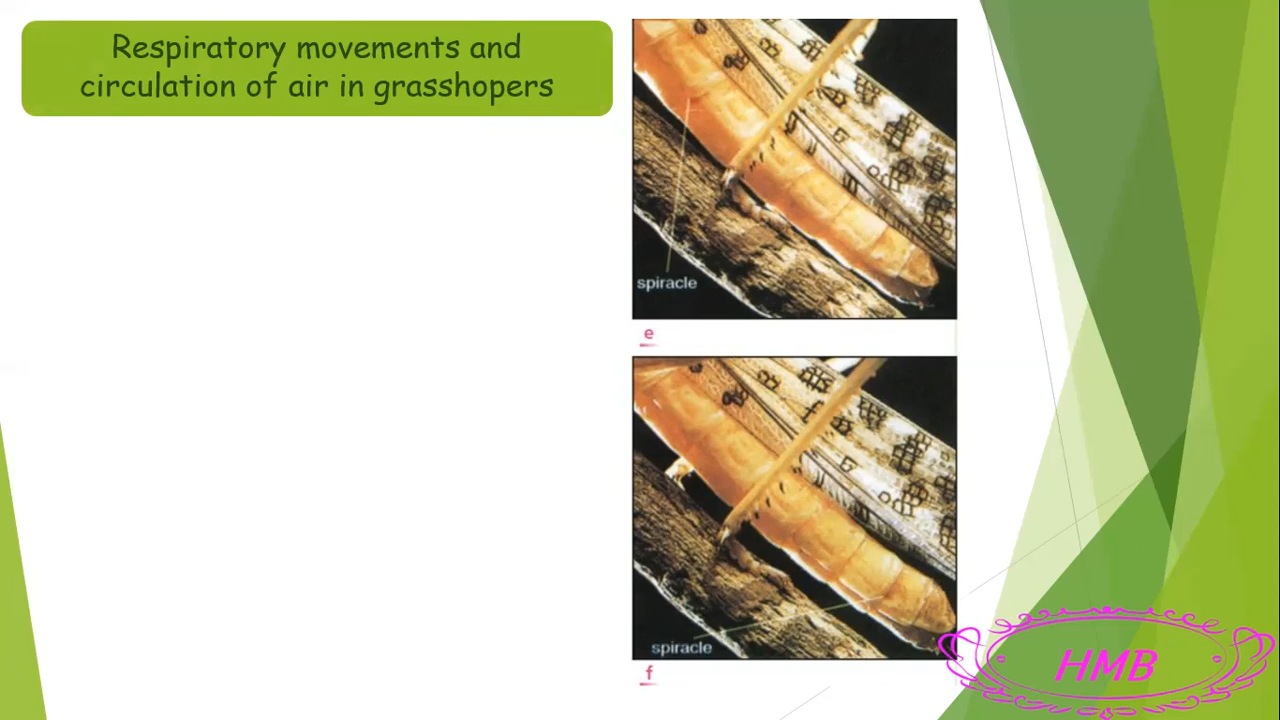 Respiratory movements and
circulation of air in grasshopers
spiracle
e
spiracle
f
HMB